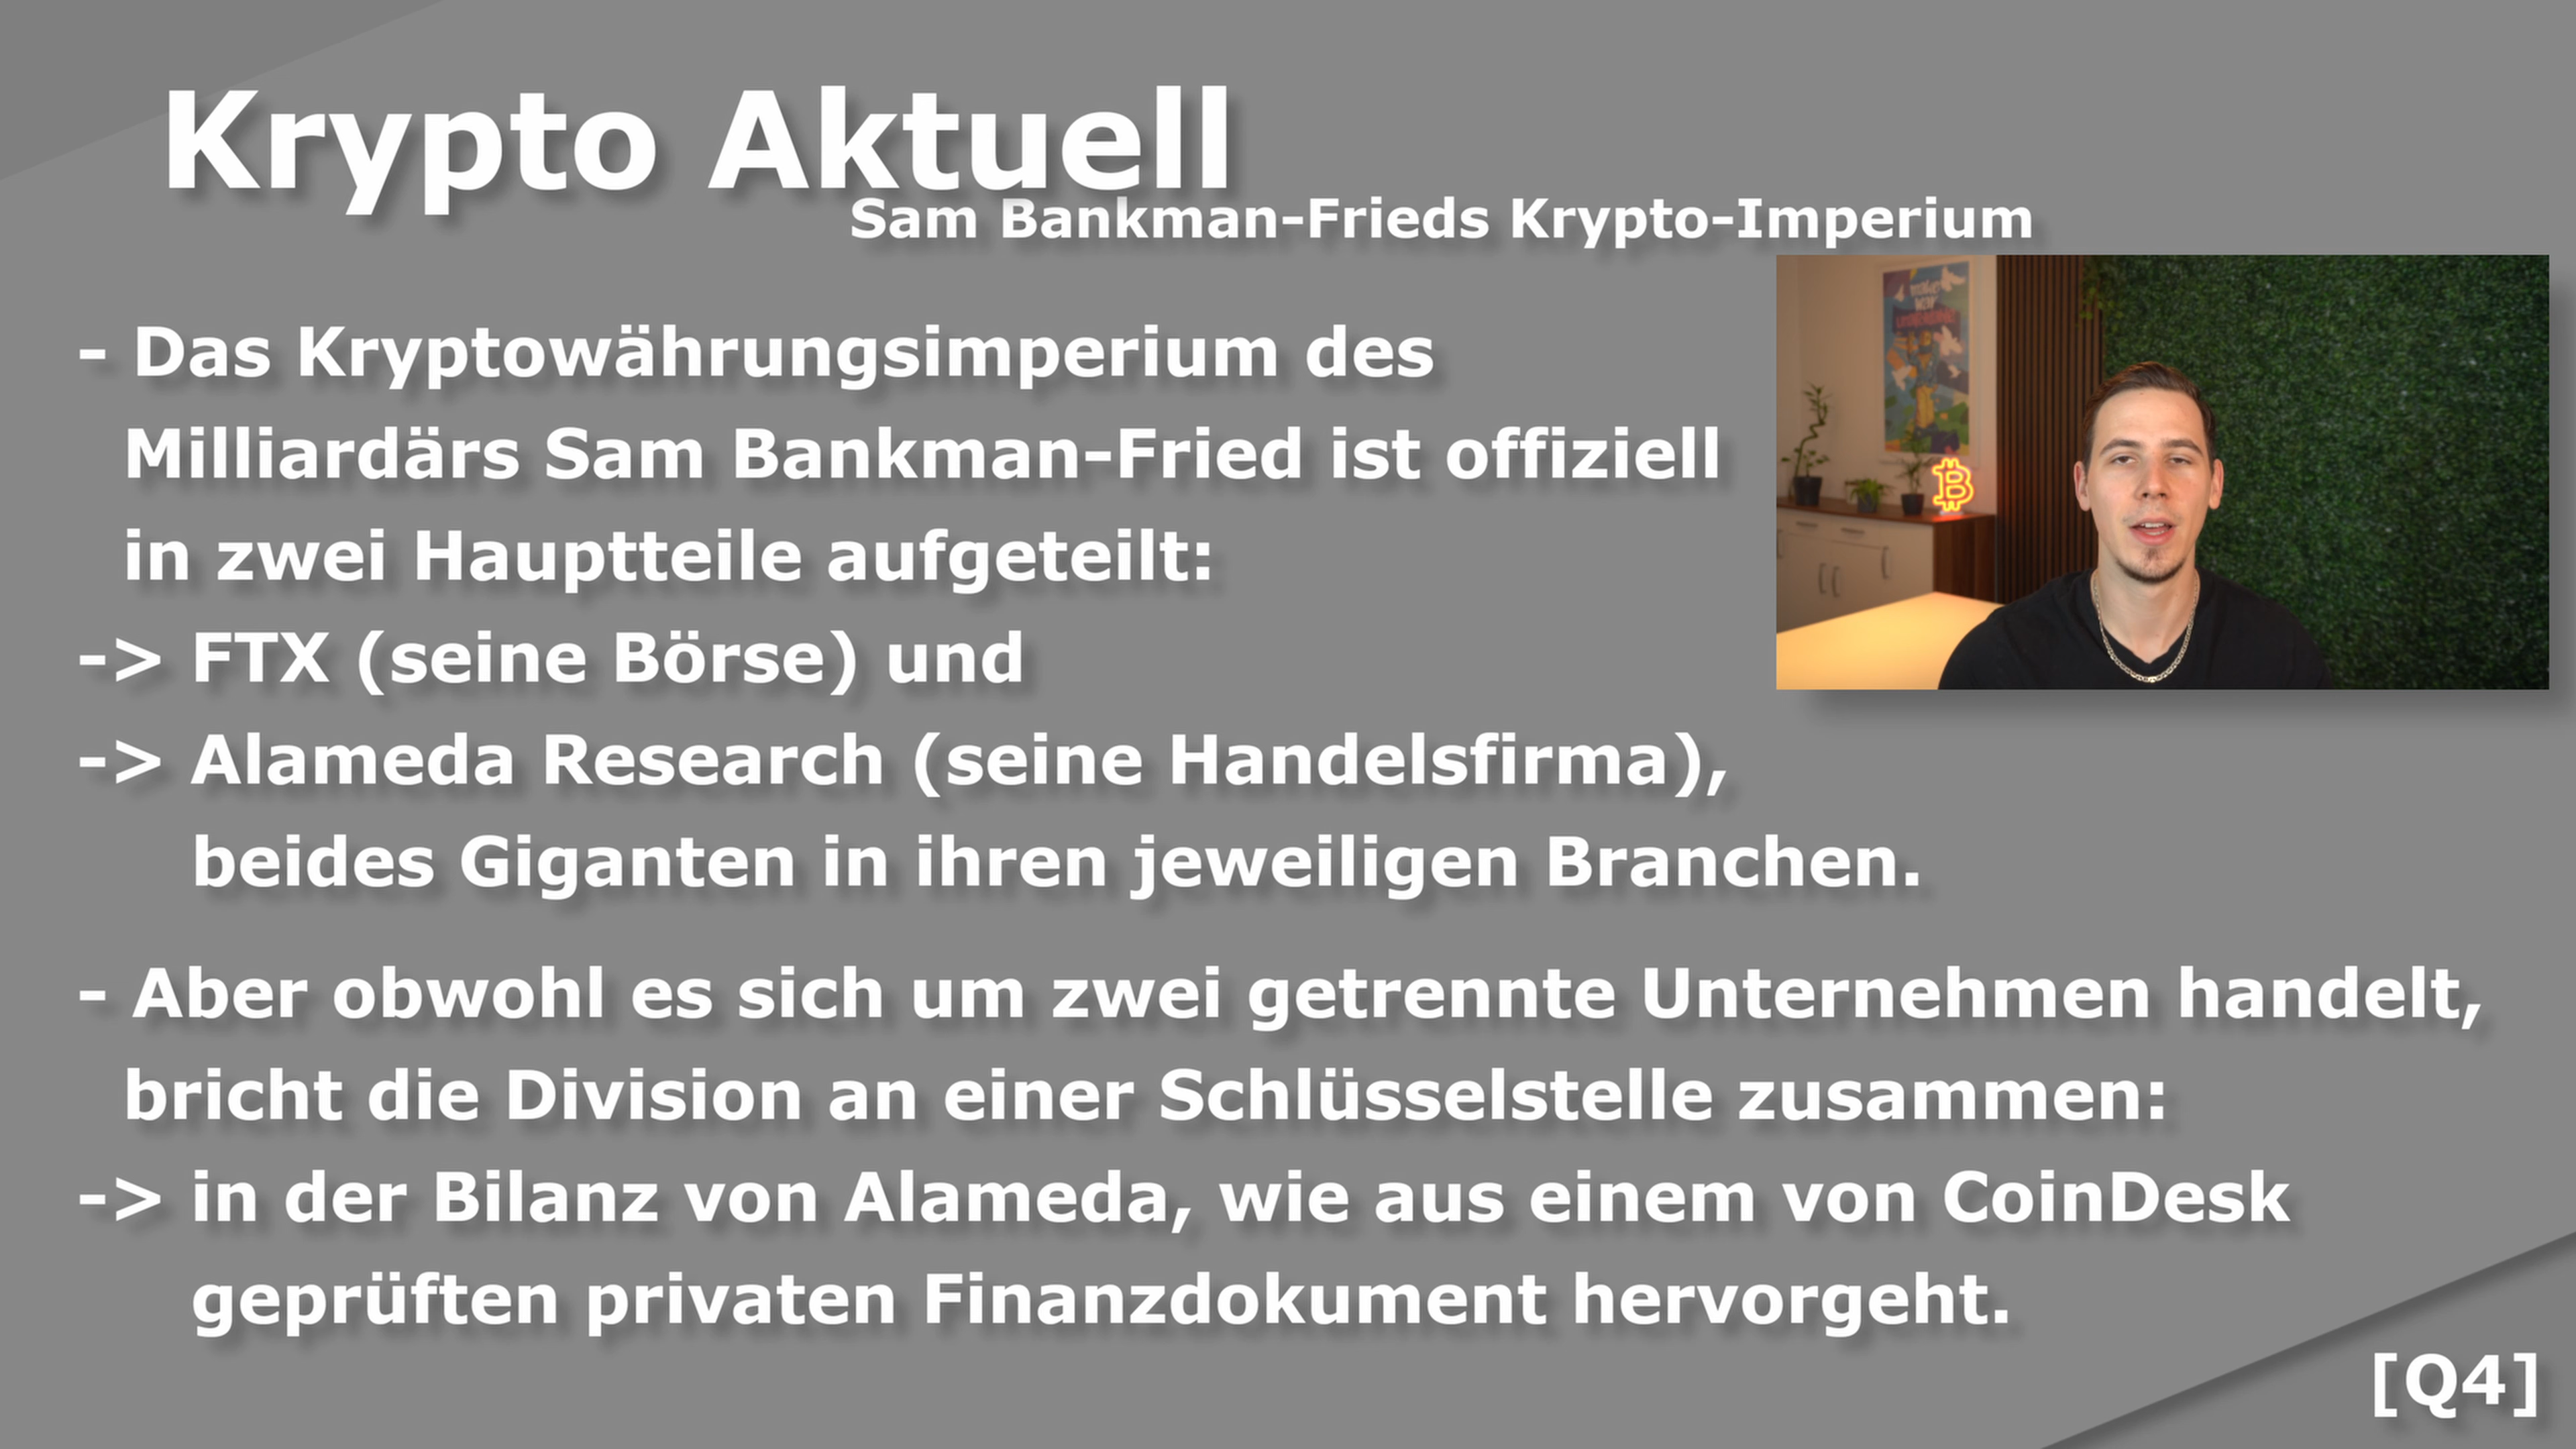 Krypto Aktuell
Sam Bankman-Frieds Krypto-Imperium
- Das Kryptowährungsimperium des
Milliardärs Sam Bankman-Fried ist offiziell
in zwei Hauptteile aufgeteilt:
-> FTX (seine Börse) und
-> Alameda Research (seine Handelsfirma),
beides Giganten in ihren jeweiligen Branchen.
- Aber obwohl es sich um zwei getrennte Unternehmen handelt,
bricht die Division an einer Schlüsselstelle zusammen:
-> in der Bilanz von Alameda, wie aus einem von CoinDesk
geprüften privaten Finanzdokument hervorgeht.
[Q4]